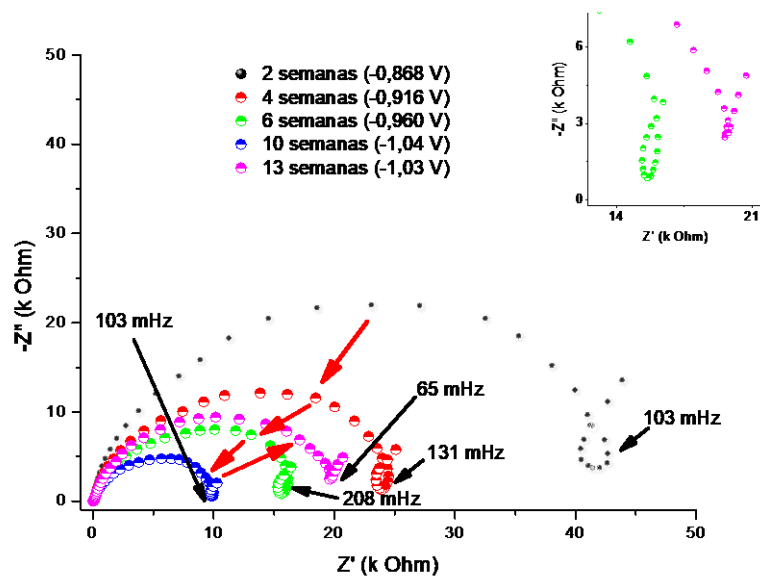 50
40
30
20
10
0
-Z" (k Ohm)
0
10
20
30
40
50
Z' (k Ohm)
2 semanas (-0,868 V)
4 semanas (-0,916 V)
6 semanas (-0,960 V)
10 semanas (-1,04 V)
13 semanas (-1,03 V)
103 mHz
65 mHz
103 mHz
131 mHz
208 mHz
6
3
0
-Z" (k Ohm)
14
21
Z' (k Ohm)